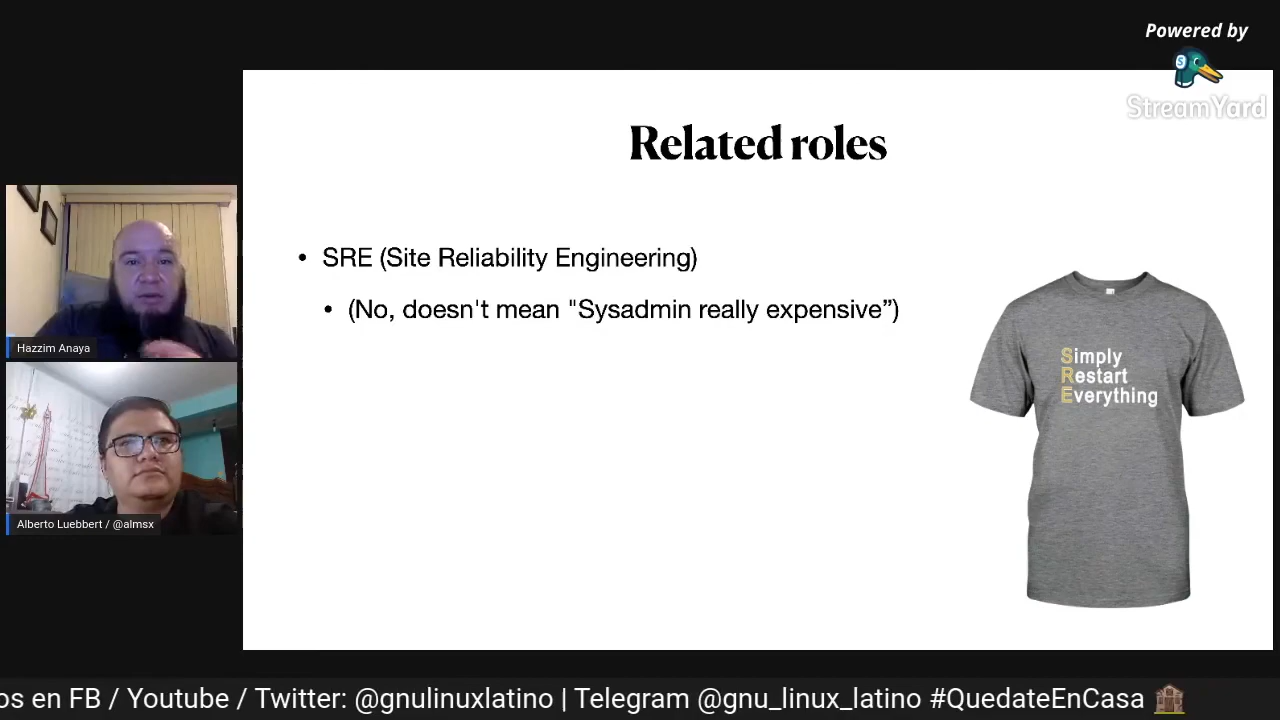 Powered by
StreamYard
Related roles
• SRE (Site Reliability Engineering)
• (No, doesn't mean "Sysadmin really expensive”)
Simply
Restart
Everything
Hazzim Anaya
Alberto Luebbert / @almsx
os en FB / Youtube / Twitter: @gnulinuxlatino | Telegram @gnu_linux_latino #QuedateEnCasa